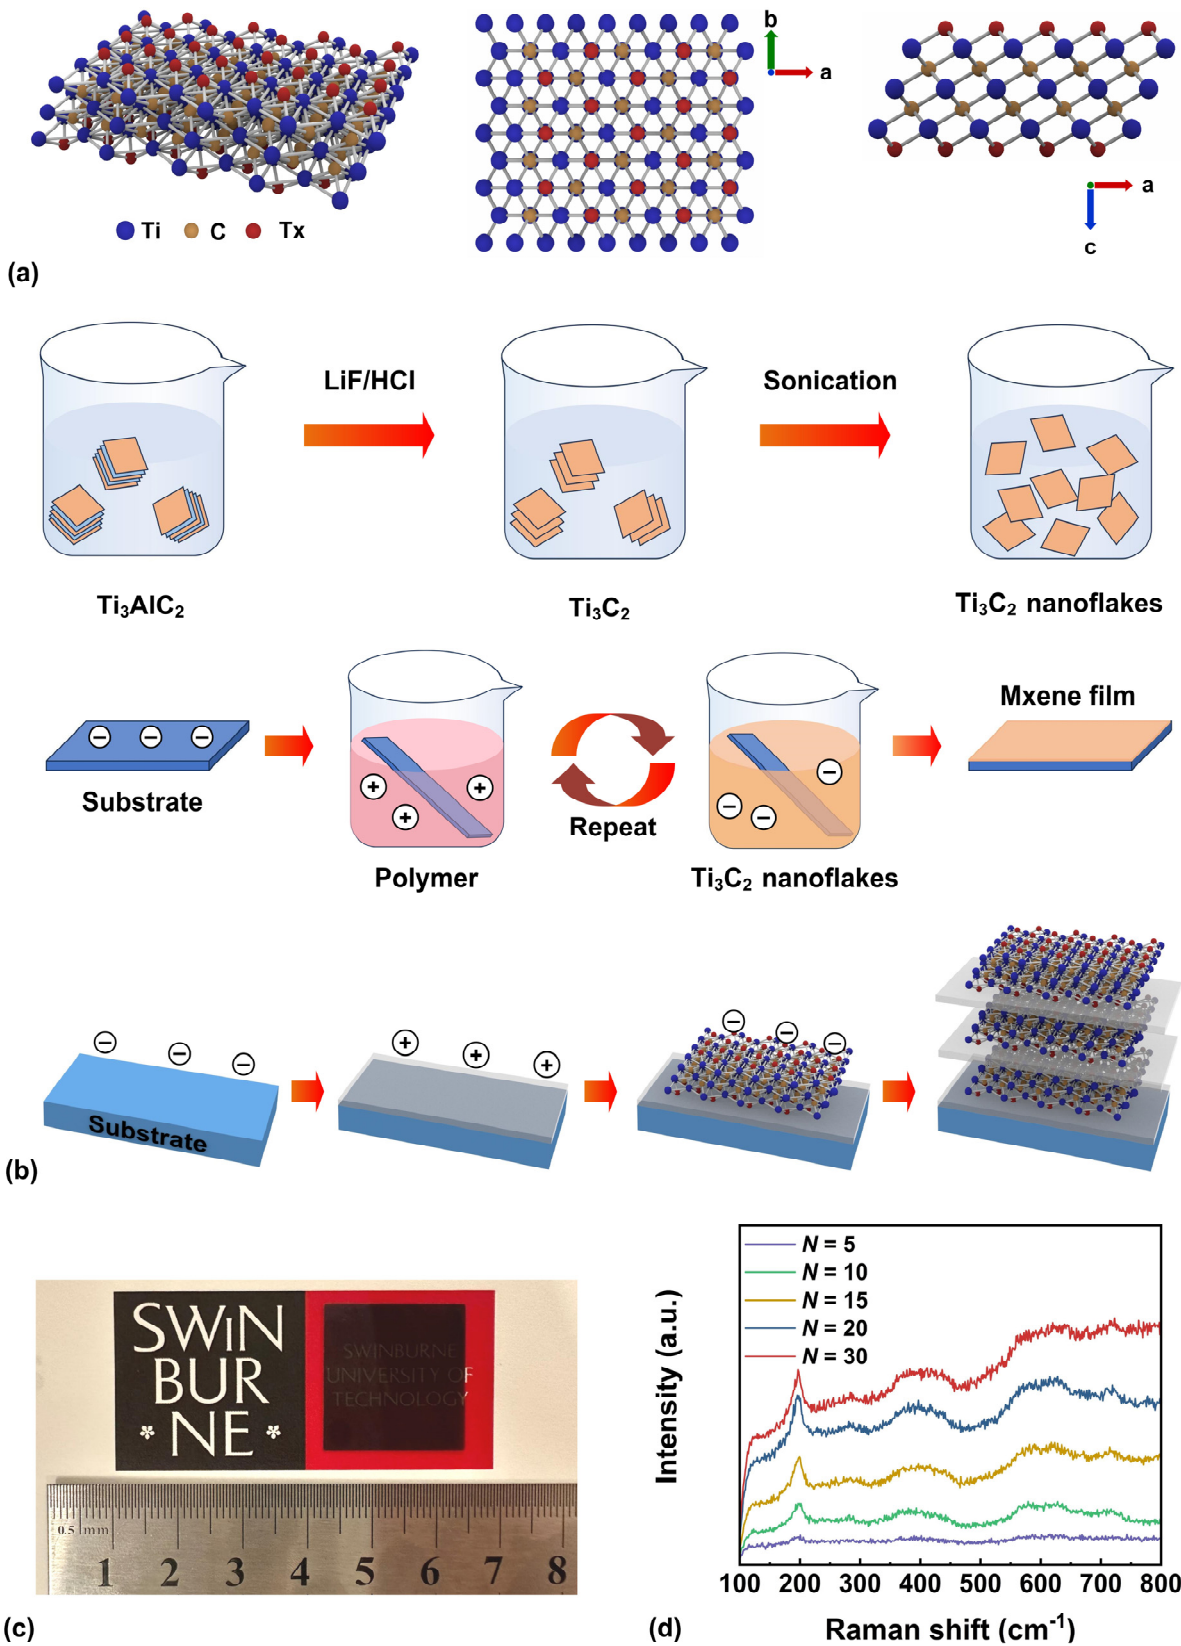 b
a
Ti C Tx
a
c
(a)
LiF/HCl
Sonication
Ti₃AlC₂
Ti₃C₂
Ti₃C₂ nanoflakes
Substrate
Polymer
Repeat
Ti₃C₂ nanoflakes
Mxene film
Substrate
(b)
SWiN
BUR
NE
SWINBURNE
UNIVERSITY OF
TECHNOLOGY
0.5 mm
1 2 3 4 5 6 7 8
(c)
N = 5
N = 10
N = 15
N = 20
N = 30
Intensity (a.u.)
100 200 300 400 500 600 700 800
Raman shift (cm⁻¹)
(d)